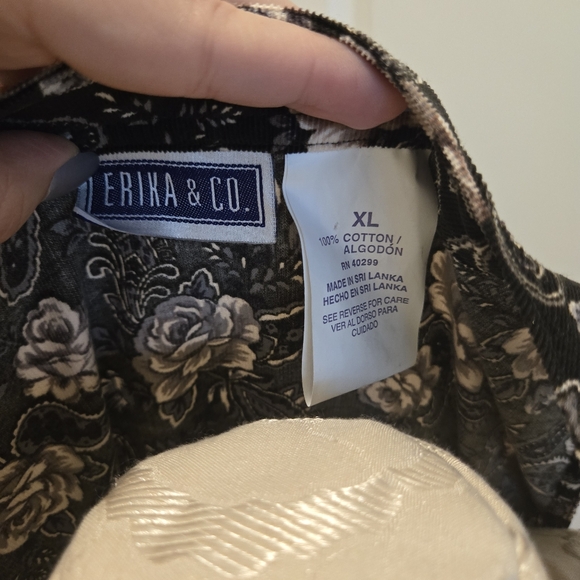 ERIKA & CO.
XL
100% COTTON /
ALGODÓN
RN 40299
MADE IN SRI LANKA
HECHO EN SRI LANKA
SEE REVERSE FOR CARE
VER AL DORSO PARA
CUIDADO